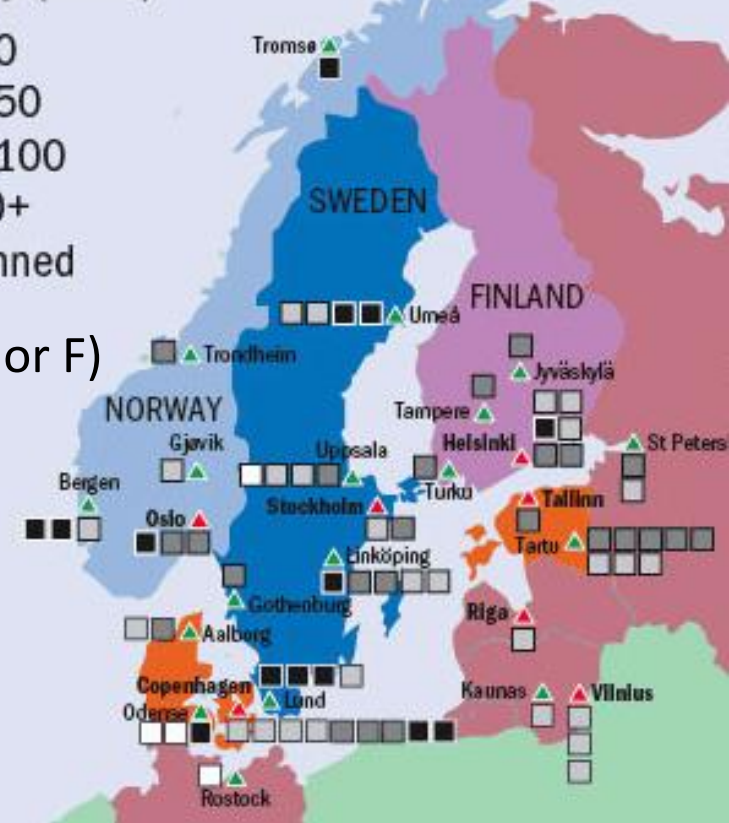 0
50
100
0+
nned
or F)
Tromsø
SWEDEN
FINLAND
Umeå
Trondheim
Jyväskylä
NORWAY
Tampere
Gjøvik
Helsinki
St Peters
Uppsala
Bergen
Turku
Stockholm
Tallinn
Oslo
Tartu
Linköping
Gothenburg
Riga
Aalborg
Copenhagen
Kaunas
Vilnius
Lund
Odense
Rostock